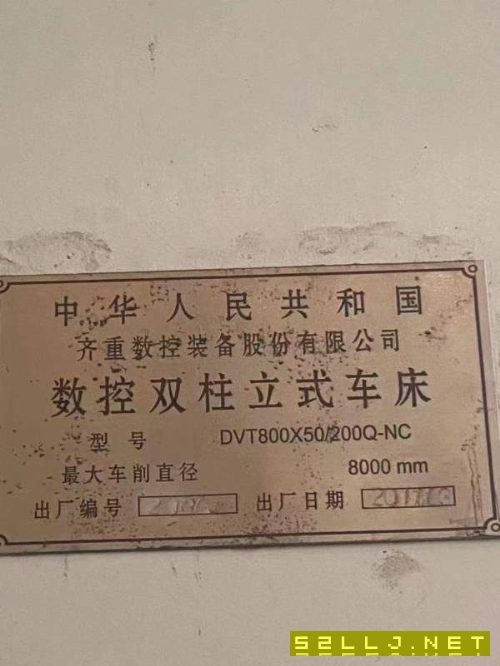 中华人民共和国
齐重数控装备股份有限公司
数控双柱立式车床
型号 DVT800X50/200Q-NC
最大车削直径 8000 mm
出厂编号 出厂日期
52LLJ.NET